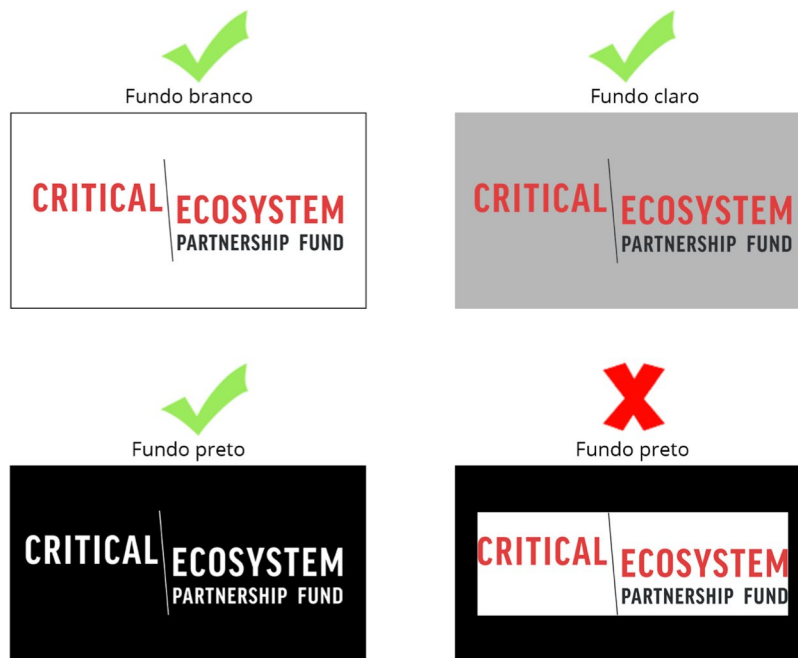 Fundo branco
CRITICAL
ECOSYSTEM
PARTNERSHIP FUND
Fundo claro
CRITICAL
ECOSYSTEM
PARTNERSHIP FUND
Fundo preto
CRITICAL
ECOSYSTEM
PARTNERSHIP FUND
Fundo preto
CRITICAL
ECOSYSTEM
PARTNERSHIP FUND